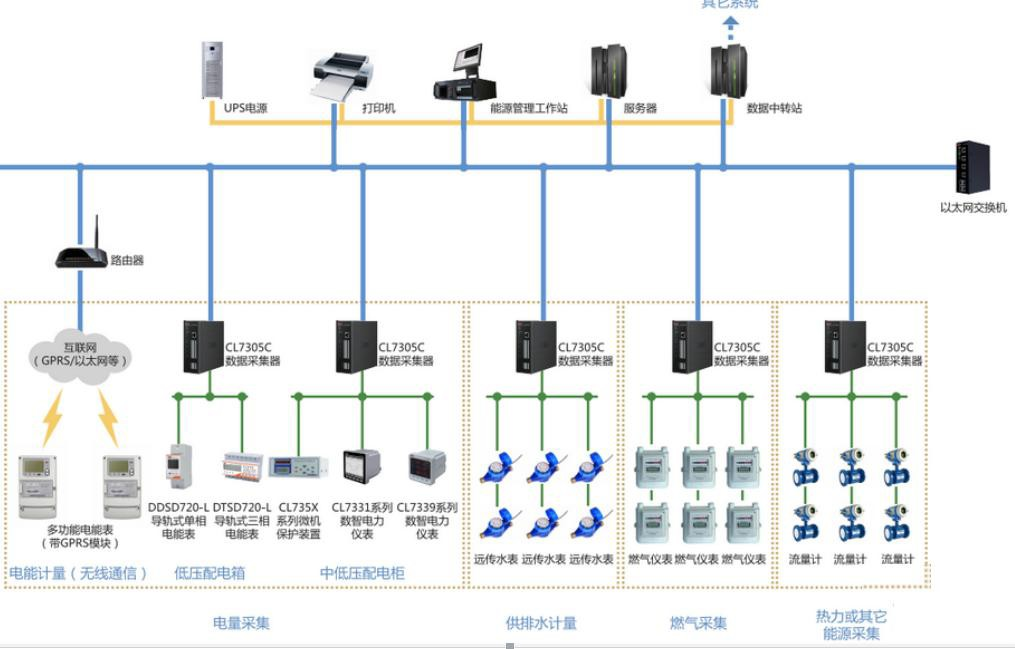 其它系统
UPS电源
打印机
能源管理工作站
服务器
数据中转站
以太网交换机
路由器
互联网
（GPRS/以太网等）
CL7305C
数据采集器
CL7305C
数据采集器
CL7305C
数据采集器
CL7305C
数据采集器
CL7305C
数据采集器
多功能电能表
（带GPRS模块）
DDSD720-L
导轨式单相
电能表
DTSD720-L
导轨式三相
电能表
CL735X
系列微机
保护装置
CL7331系列
数智电力
仪表
CL7339系列
数智电力
仪表
远传水表
远传水表
远传水表
燃气仪表
燃气仪表
燃气仪表
流量计
流量计
流量计
电能计量（无线通信）
低压配电箱
中低压配电柜
电量采集
供排水计量
燃气采集
热力或其它
能源采集